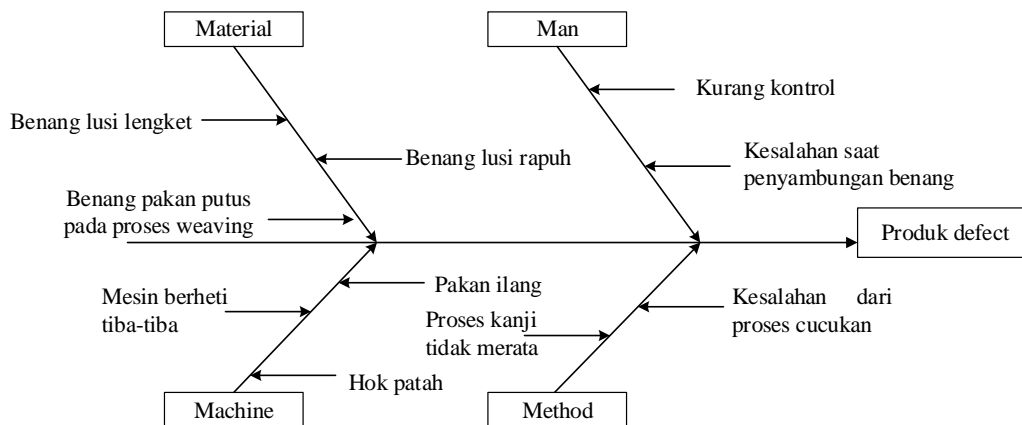 Material
Man
Kurang kontrol
Benang lusi lengket
Benang lusi rapuh
Kesalahan saat
penyambungan benang
Benang pakan putus
pada proses weaving
Produk defect
Mesin berheti
tiba-tiba
Pakan ilang
Proses kanji
tidak merata
Kesalahan dari
proses cucukan
Hok patah
Machine
Method